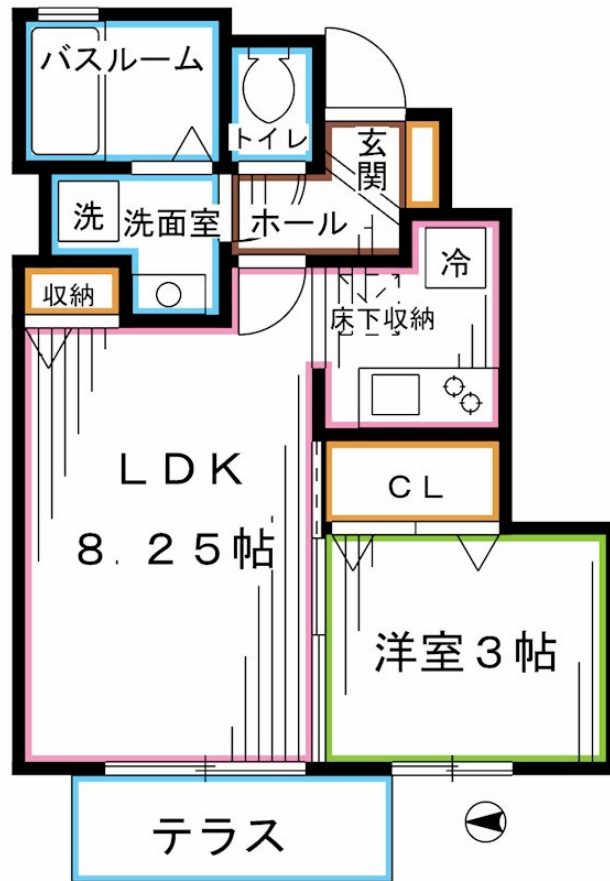 バスルーム
トイレ
玄関
洗
洗面室
ホール
冷
収納
床下収納
LDK
8.25帖
CL
洋室3帖
テラス